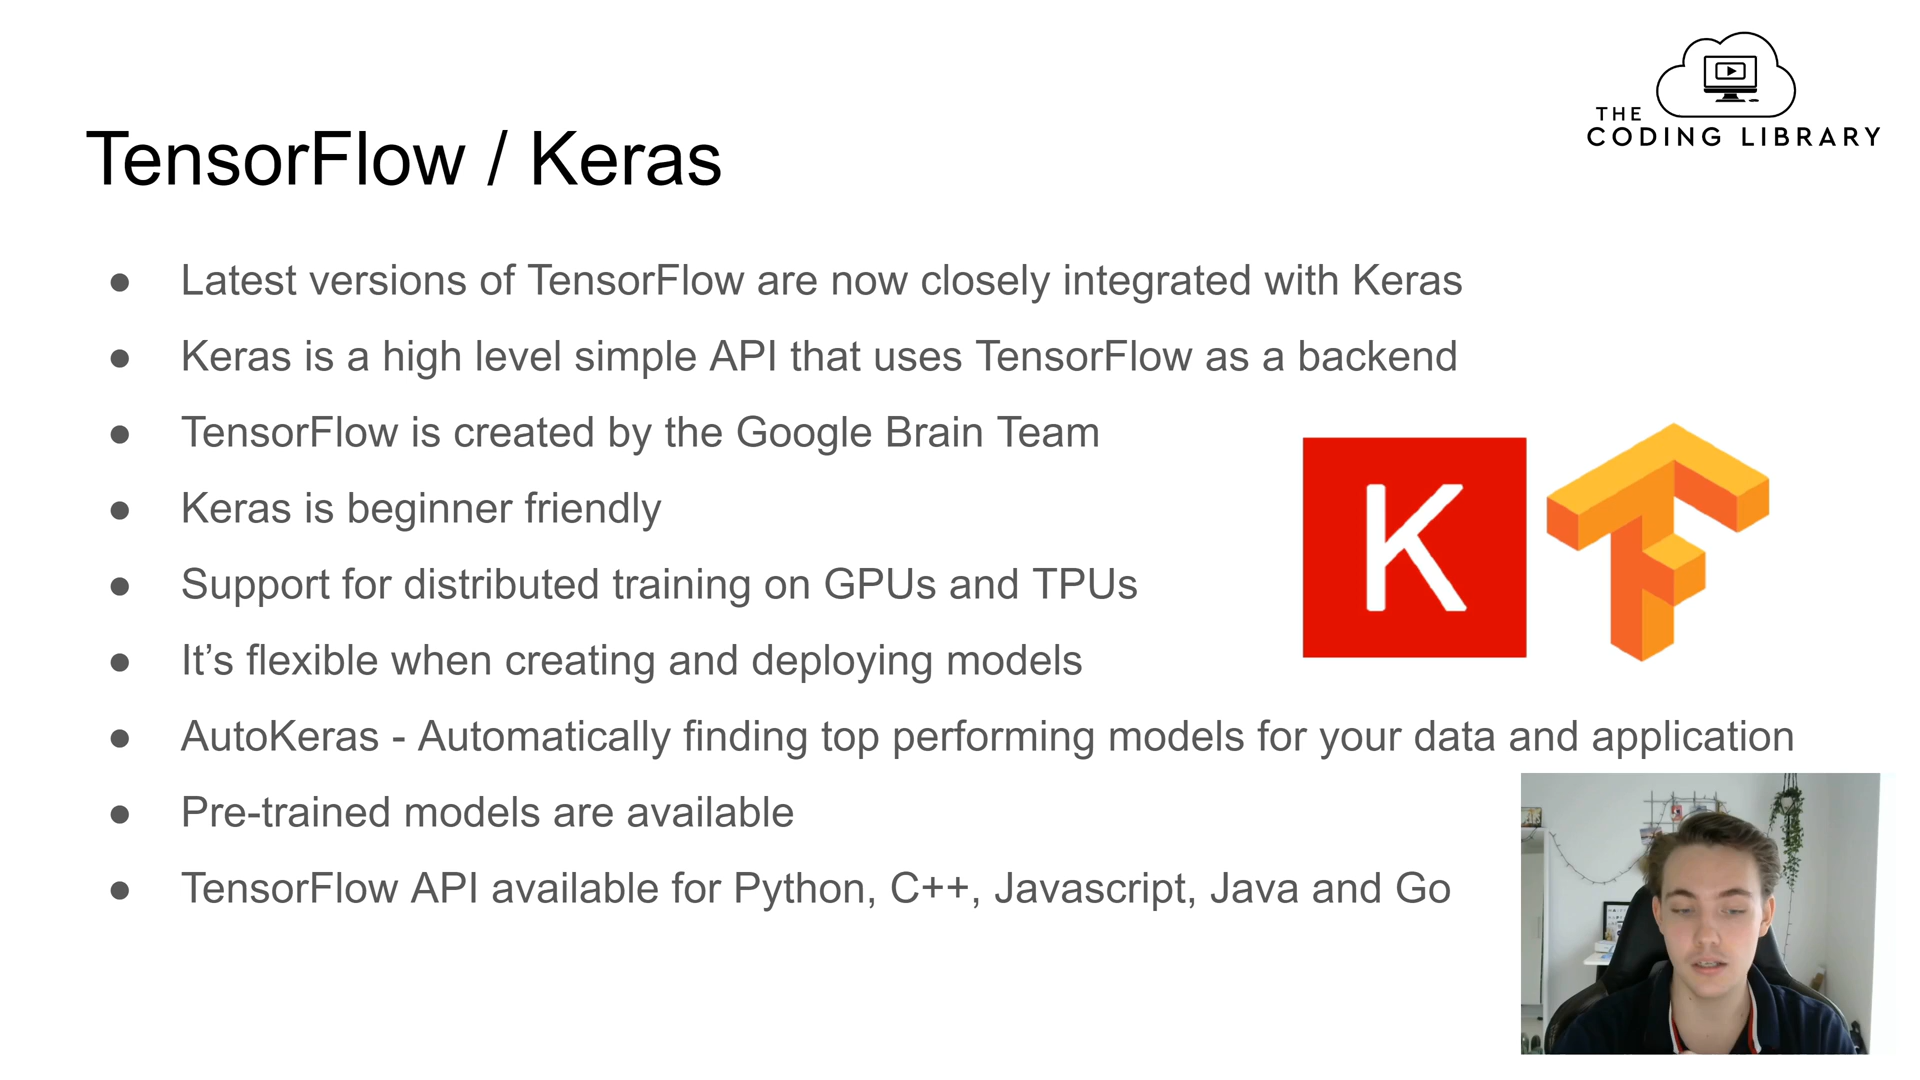 THE
CODING LIBRARY
TensorFlow / Keras
● Latest versions of TensorFlow are now closely integrated with Keras
● Keras is a high level simple API that uses TensorFlow as a backend
● TensorFlow is created by the Google Brain Team
● Keras is beginner friendly
● Support for distributed training on GPUs and TPUs
● It’s flexible when creating and deploying models
● AutoKeras - Automatically finding top performing models for your data and application
● Pre-trained models are available
● TensorFlow API available for Python, C++, Javascript, Java and Go
K